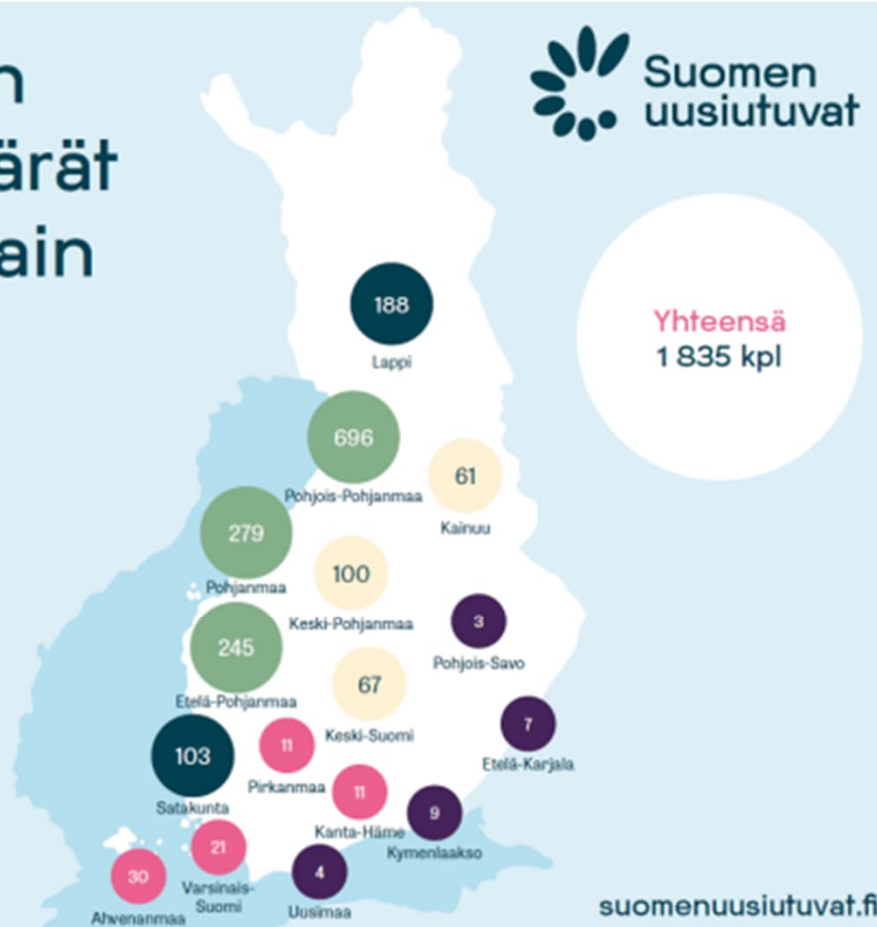 n
ärät
ain
Suomen
uusiutuvat
Yhteensä
1 835 kpl
188
Lappi
696
Pohjois-Pohjanmaa
61
Kainuu
279
Pohjanmaa
100
Keski-Pohjanmaa
3
Pohjois-Savo
245
Etelä-Pohjanmaa
67
Keski-Suomi
7
Etelä-Karjala
103
Satakunta
11
Pirkanmaa
11
Kanta-Häme
9
Kymenlaakso
21
Varsinais-
Suomi
30
Ahvenanmaa
4
Uusimaa
suomenuusiutuvat.fi